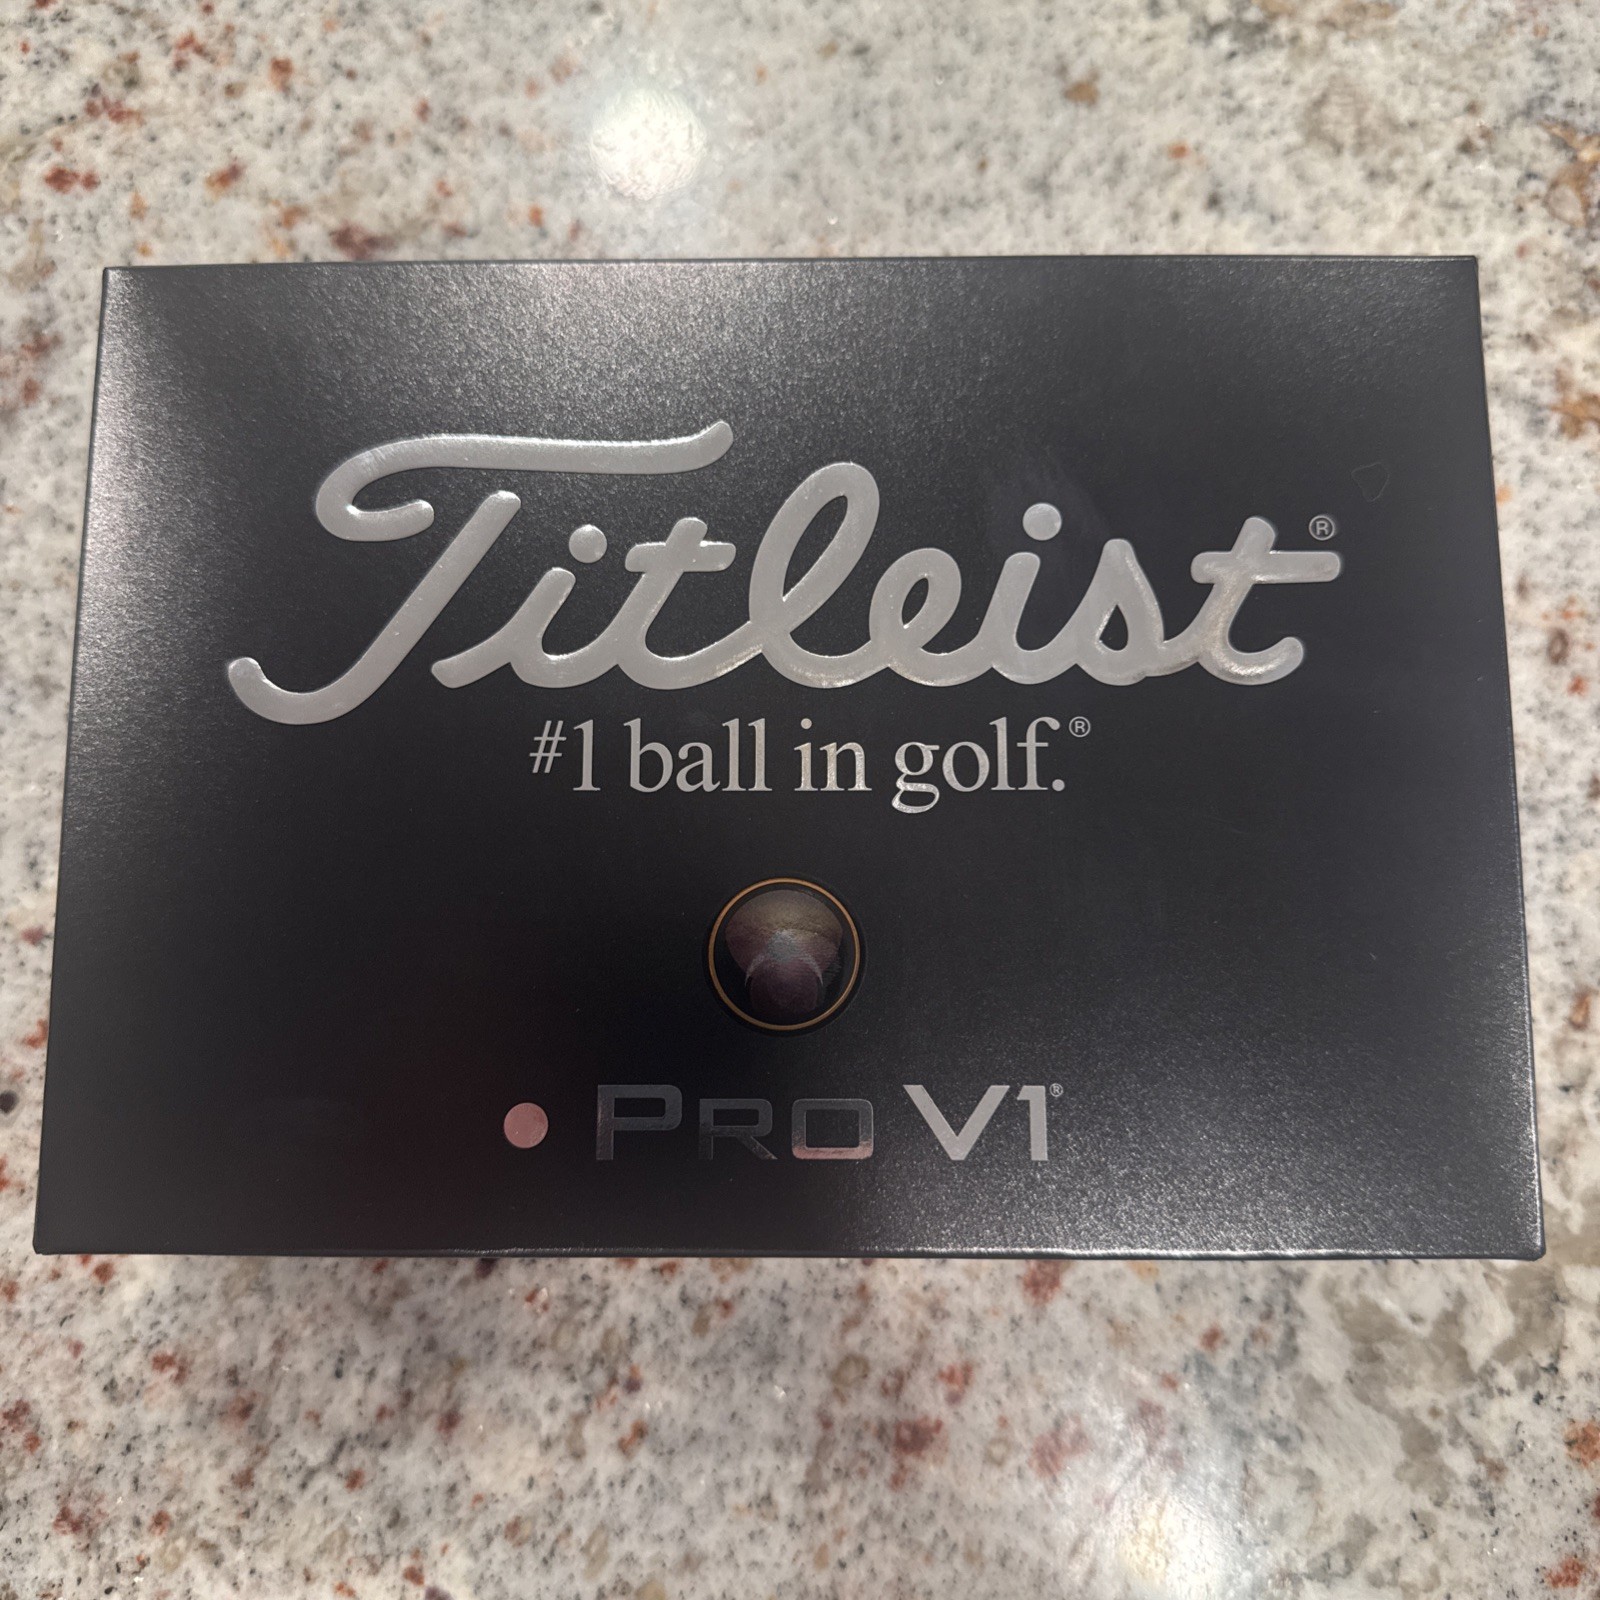 Titleist®
#1 ball in golf.®
PRO V1®